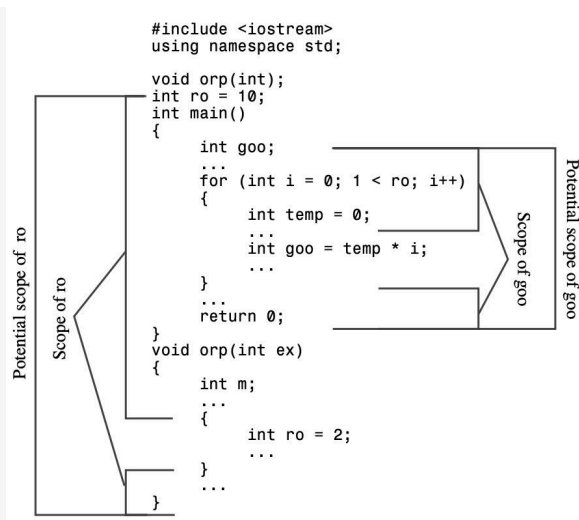 #include <iostream>
using namespace std;
void orp(int);
int ro = 10;
int main()
{
int goo;
...
for (int i = 0; 1 < ro; i++)
{
int temp = 0;
...
int goo = temp * i;
...
}
...
return 0;
}
void orp(int ex)
{
int m;
...
{
int ro = 2;
...
}
...
}
Potential scope of ro
Scope of ro
Scope of goo
Potential scope of goo